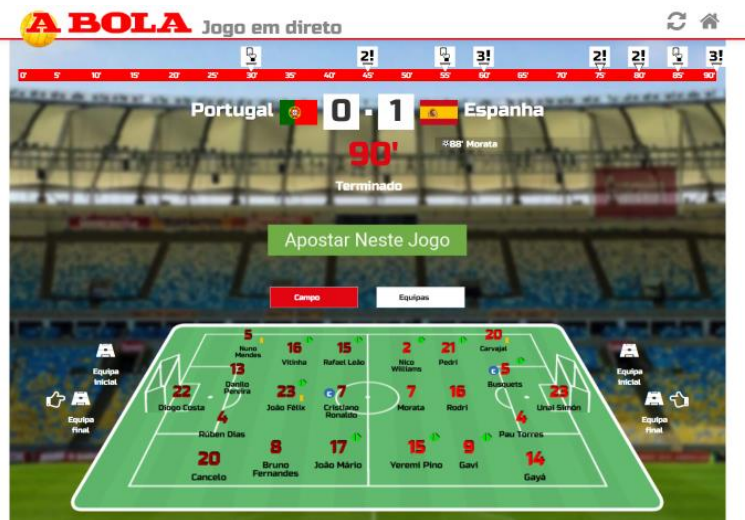 A BOLA Jogo em direto
2! 3! 2! 2! 3!
0' 5' 10' 15' 20' 25' 30' 35' 40' 45' 50' 55' 60' 65' 70' 75' 80' 85' 90'
Portugal 0 - 1 Espanha
90'
88' Morata
Terminado
Apostar Neste Jogo
Campo
Equipas
Equipa
inicial
Equipa
final
5
Nuno
Mendes
16
Vitinha
15
Rafael Leão
13
Danilo
Pereira
22
Diogo Costa
23
João Félix
C 7
Cristiano
Ronaldo
4
Rúben Dias
20
Cancelo
8
Bruno
Fernandes
17
João Mário
2
Nico
Williams
21
Pedri
20
Carvajal
C 5
Busquets
7
Morata
16
Rodri
23
Unai Simón
4
Pau Torres
15
Yeremi Pino
9
Gavi
14
Gayá
Equipa
inicial
Equipa
final